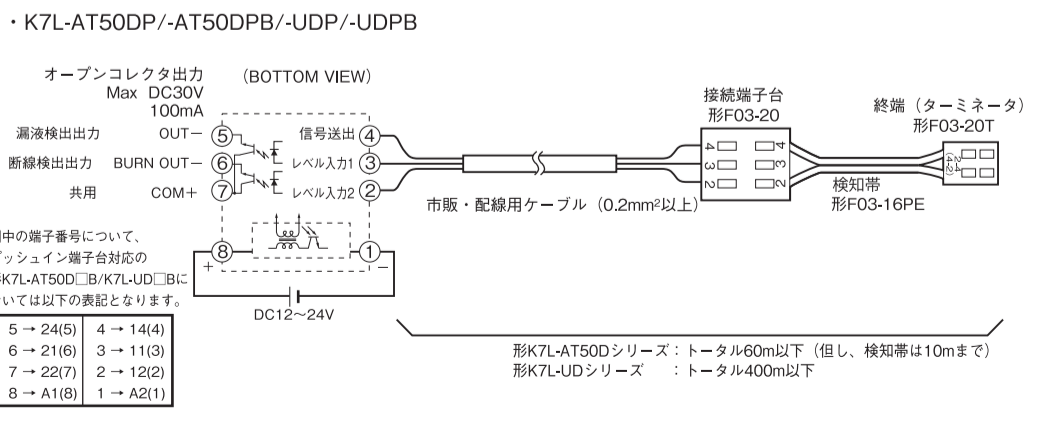 ・K7L-AT50DP/-AT50DPB/-UDP/-UDPB
オープンコレクタ出力
Max DC30V
100mA
(BOTTOM VIEW)
漏液検出出力 OUT− ⑤
断線検出出力 BURN OUT− ⑥
共用 COM+ ⑦
信号送出 ④
レベル入力1 ③
レベル入力2 ②
⑧ ①
+ −
DC12〜24V
市販・配線用ケーブル（0.2mm²以上）
接続端子台
形F03-20
4 4
3 3
2 2
検知帯
形F03-16PE
終端（ターミネータ）
形F03-20T
2-4
(4-2)
中の端子番号について、
ッシュイン端子台対応の
K7L-AT50D□B/K7L-UD□Bに
いては以下の表記となります。
5 → 24(5) 4 → 14(4)
6 → 21(6) 3 → 11(3)
7 → 22(7) 2 → 12(2)
8 → A1(8) 1 → A2(1)
形K7L-AT50Dシリーズ：トータル60m以下（但し、検知帯は10mまで）
形K7L-UDシリーズ ：トータル400m以下